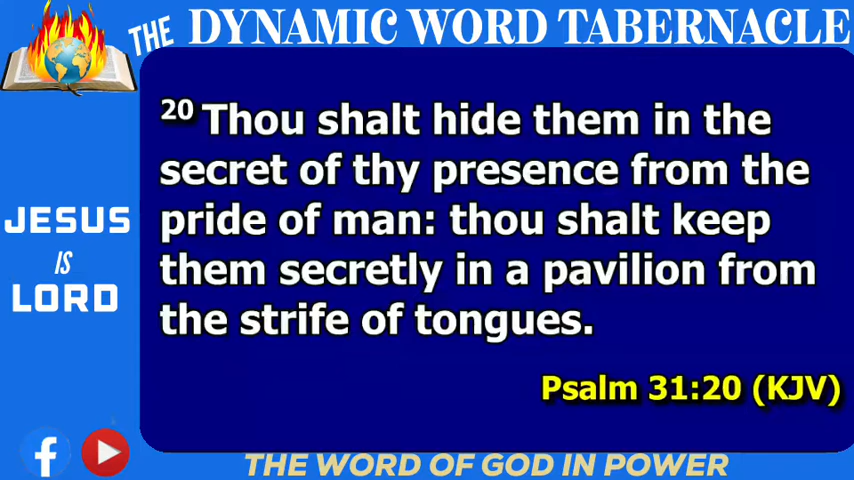 THE DYNAMIC WORD TABERNACLE
20 Thou shalt hide them in the
secret of thy presence from the
pride of man: thou shalt keep
them secretly in a pavilion from
the strife of tongues.
Psalm 31:20 (KJV)
JESUS
IS
LORD
f
THE WORD OF GOD IN POWER